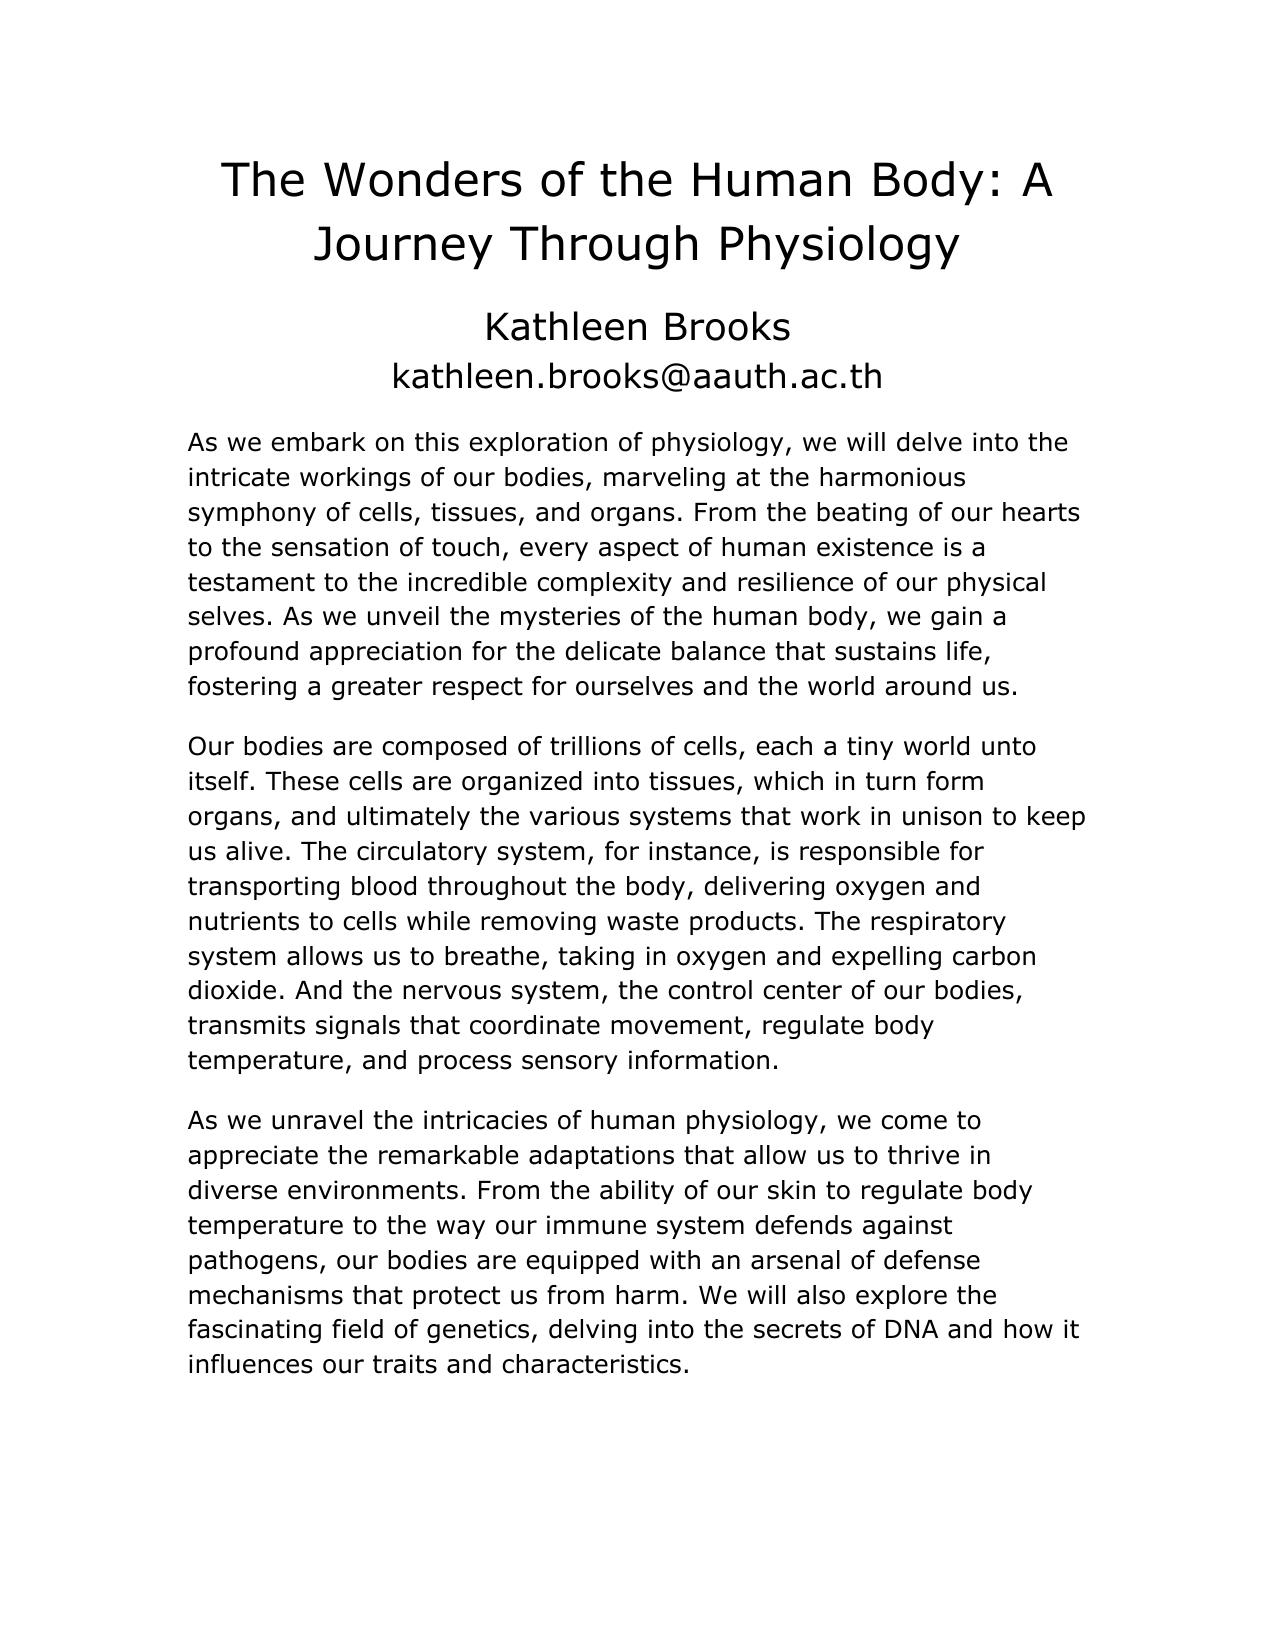 The Wonders of the Human Body: A
Journey Through Physiology
Kathleen Brooks
kathleen.brooks@aauth.ac.th
As we embark on this exploration of physiology, we will delve into the
intricate workings of our bodies, marveling at the harmonious
symphony of cells, tissues, and organs. From the beating of our hearts
to the sensation of touch, every aspect of human existence is a
testament to the incredible complexity and resilience of our physical
selves. As we unveil the mysteries of the human body, we gain a
profound appreciation for the delicate balance that sustains life,
fostering a greater respect for ourselves and the world around us.
Our bodies are composed of trillions of cells, each a tiny world unto
itself. These cells are organized into tissues, which in turn form
organs, and ultimately the various systems that work in unison to keep
us alive. The circulatory system, for instance, is responsible for
transporting blood throughout the body, delivering oxygen and
nutrients to cells while removing waste products. The respiratory
system allows us to breathe, taking in oxygen and expelling carbon
dioxide. And the nervous system, the control center of our bodies,
transmits signals that coordinate movement, regulate body
temperature, and process sensory information.
As we unravel the intricacies of human physiology, we come to
appreciate the remarkable adaptations that allow us to thrive in
diverse environments. From the ability of our skin to regulate body
temperature to the way our immune system defends against
pathogens, our bodies are equipped with an arsenal of defense
mechanisms that protect us from harm. We will also explore the
fascinating field of genetics, delving into the secrets of DNA and how it
influences our traits and characteristics.